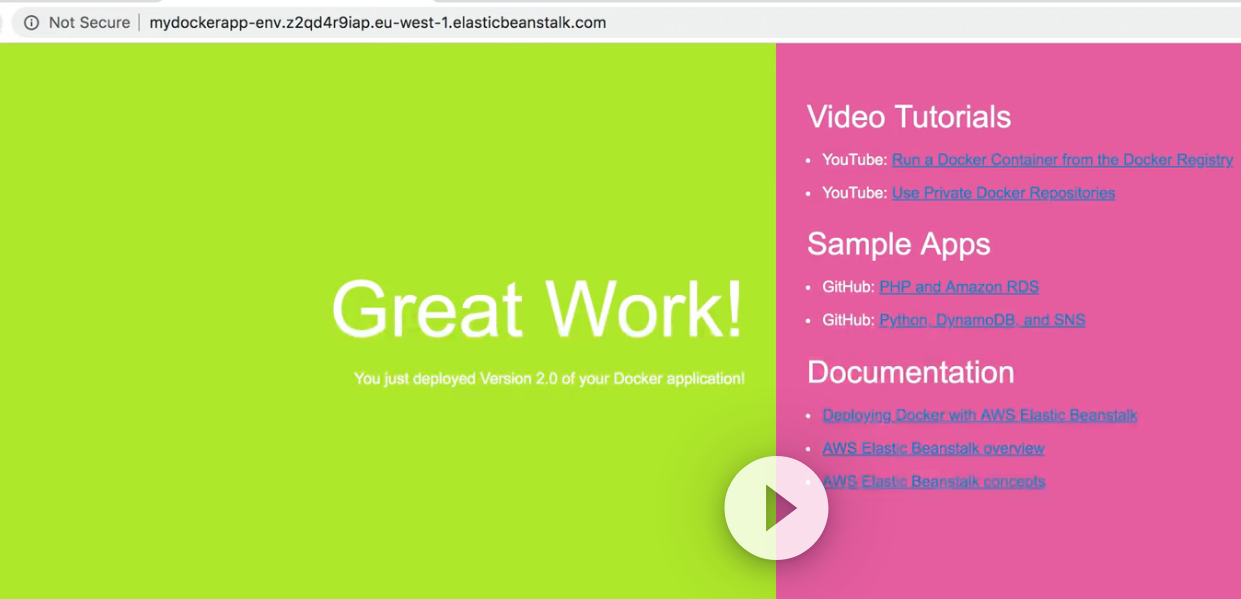 Not Secure | mydockerapp-env.z2qd4r9iap.eu-west-1.elasticbeanstalk.com
Great Work!
You just deployed Version 2.0 of your Docker application!
Video Tutorials
• YouTube: Run a Docker Container from the Docker Registry
• YouTube: Use Private Docker Repositories
Sample Apps
• GitHub: PHP and Amazon RDS
• GitHub: Python, DynamoDB, and SNS
Documentation
• Deploying Docker with AWS Elastic Beanstalk
• AWS Elastic Beanstalk overview
• AWS Elastic Beanstalk concepts